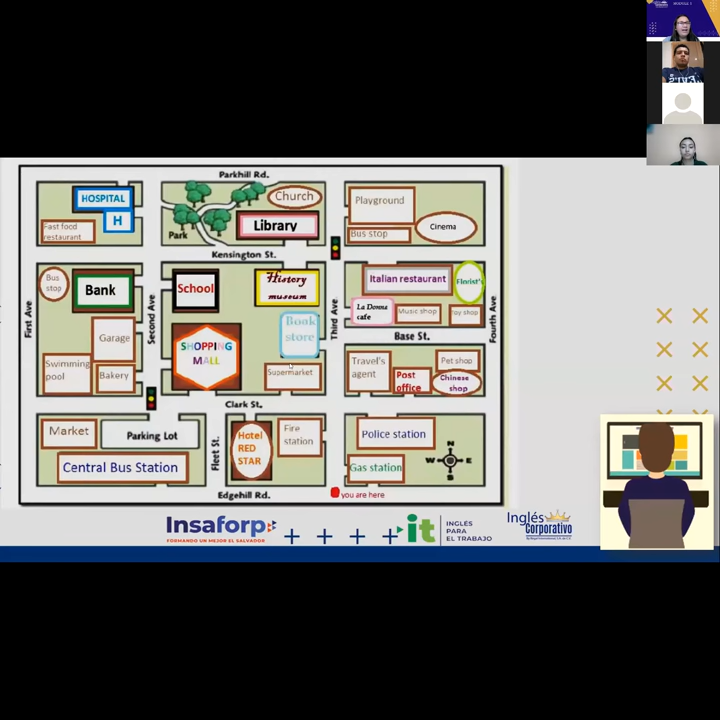 Parkhill Rd.
HOSPITAL
H
Fast food
restaurant
Park
Church
Library
Playground
Bus stop
Cinema
Kensington St.
Bus
stop
Bank
School
History
museum
Italian restaurant
Florist's
La Donna
cafe
Music shop
Toy shop
First Ave
Second Ave
Third Ave
Fourth Ave
Garage
Swimming
pool
Bakery
SHOPPING
MALL
Book
store
Supermarket
Base St.
Travel's
agent
Post
office
Pet shop
Chinese
shop
Clark St.
Market
Parking Lot
Central Bus Station
Fleet St.
Hotel
RED
STAR
Fire
station
Police station
Gas station
N
W
E
S
Edgehill Rd.
you are here
Insaforp
FORMANDO UN MEJOR EL SALVADOR
it
INGLÉS
PARA
EL TRABAJO
Inglés
Corporativo